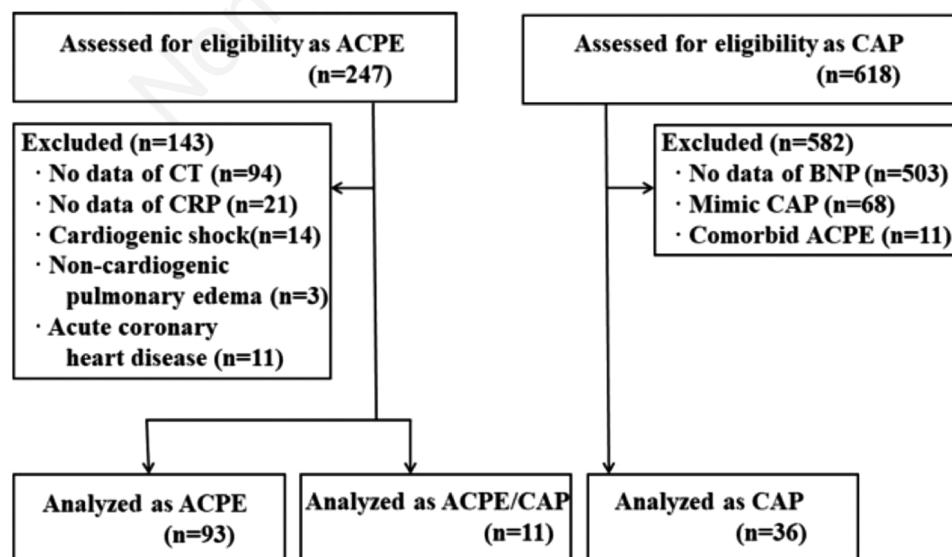 Assessed for eligibility as ACPE
(n=247)
Assessed for eligibility as CAP
(n=618)
Excluded (n=143)
· No data of CT (n=94)
· No data of CRP (n=21)
· Cardiogenic shock(n=14)
· Non-cardiogenic
pulmonary edema (n=3)
· Acute coronary
heart disease (n=11)
Excluded (n=582)
· No data of BNP (n=503)
· Mimic CAP (n=68)
· Comorbid ACPE (n=11)
Analyzed as ACPE
(n=93)
Analyzed as ACPE/CAP
(n=11)
Analyzed as CAP
(n=36)